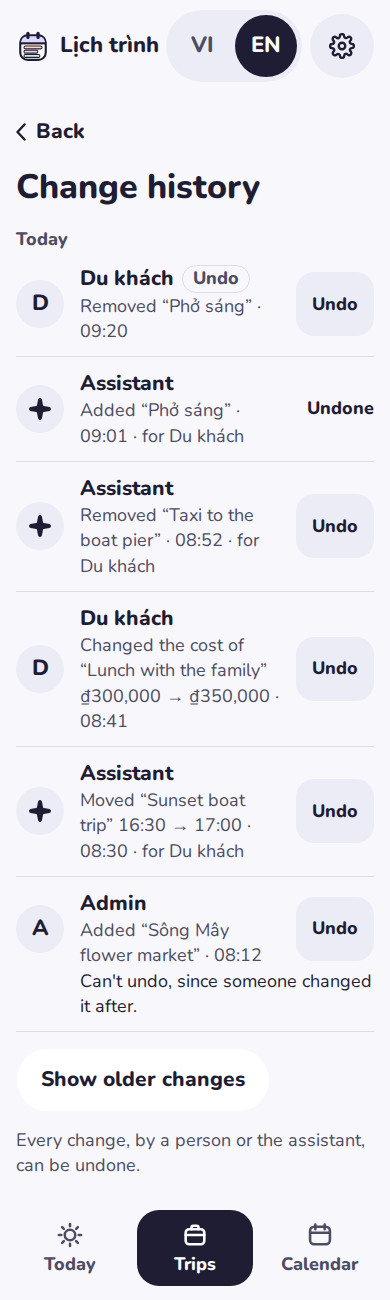 Lịch trình VI EN
Back
Change history
Today
D
Du khách Undo
Removed “Phở sáng” ·
09:20
Undo
Assistant
Added “Phở sáng” ·
09:01 · for Du khách
Undone
Assistant
Removed “Taxi to the
boat pier” · 08:52 · for
Du khách
Undo
D
Du khách
Changed the cost of
“Lunch with the family”
₫300,000 → ₫350,000 ·
08:41
Undo
Assistant
Moved “Sunset boat
trip” 16:30 → 17:00 ·
08:30 · for Du khách
Undo
A
Admin
Added “Sông Mây
flower market” · 08:12
Undo
Can't undo, since someone changed
it after.
Show older changes
Every change, by a person or the assistant,
can be undone.
Today Trips Calendar